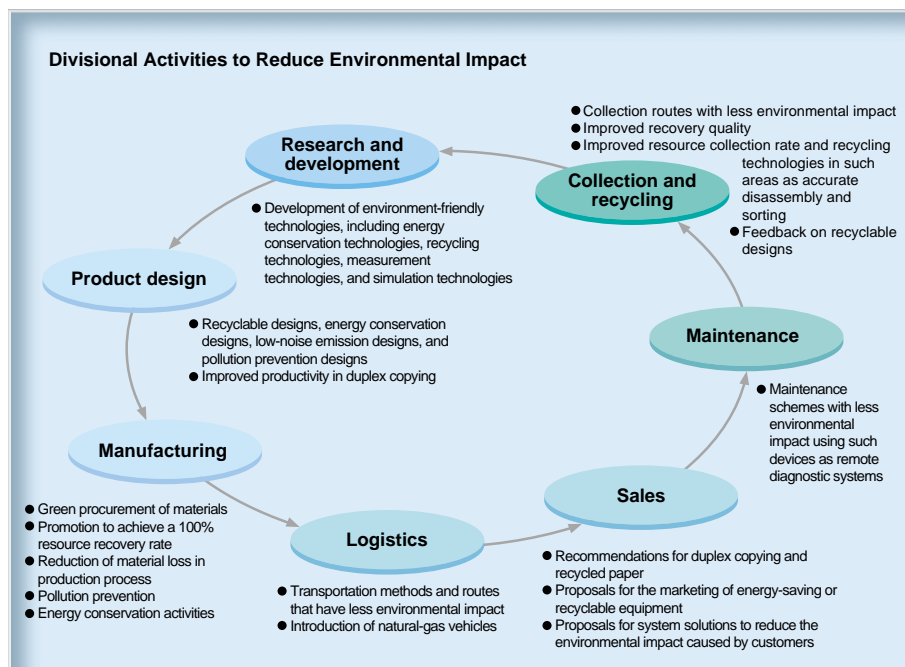 Divisional Activities to Reduce Environmental Impact
Research and
development
● Development of environment-friendly
technologies, including energy
conservation technologies, recycling
technologies, measurement
technologies, and simulation technologies
Product design
● Recyclable designs, energy conservation
designs, low-noise emission designs, and
pollution prevention designs
● Improved productivity in duplex copying
Manufacturing
● Green procurement of materials
● Promotion to achieve a 100%
resource recovery rate
● Reduction of material loss in
production process
● Pollution prevention
● Energy conservation activities
Logistics
● Transportation methods and routes
that have less environmental impact
● Introduction of natural-gas vehicles
Sales
● Recommendations for duplex copying and
recycled paper
● Proposals for the marketing of energy-saving or
recyclable equipment
● Proposals for system solutions to reduce the
environmental impact caused by customers
Maintenance
● Maintenance
schemes with less
environmental
impact using such
devices as remote
diagnostic systems
Collection and
recycling
● Collection routes with less environmental impact
● Improved recovery quality
● Improved resource collection rate and recycling
technologies in such
areas as accurate
disassembly and
sorting
● Feedback on recyclable
designs